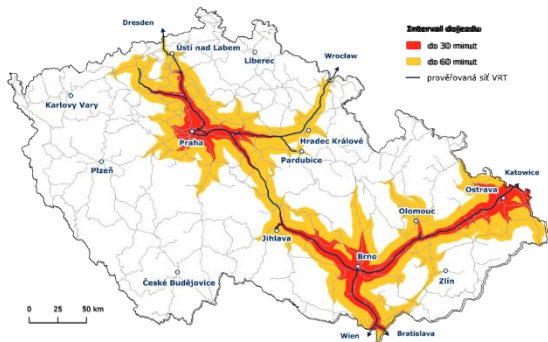 Dresden
Ústí nad Labem
Liberec
Wrocław
Karlovy Vary
Praha
Hradec Králové
Pardubice
Plzeň
Katowice
Ostrava
Olomouc
Jihlava
Brno
Zlín
České Budějovice
Wien
Bratislava
Interval dojezdu
do 30 minut
do 60 minut
prověřovaná síť VRT
0 25 50 km